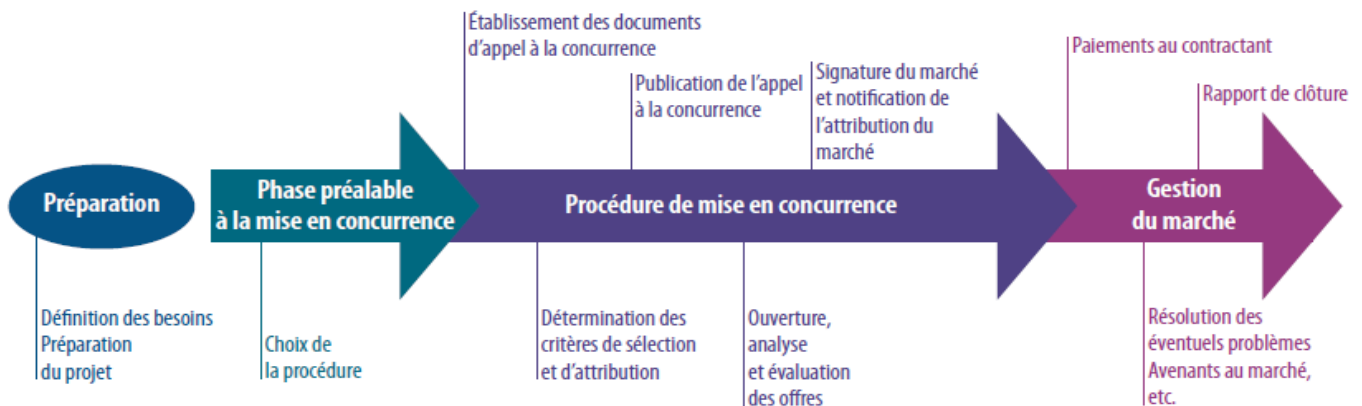 Établissement des documents
d'appel à la concurrence
Publication de l'appel
à la concurrence
Signature du marché
et notification de
l'attribution du
marché
Paiements au contractant
Rapport de clôture
Préparation
Phase préalable
à la mise en concurrence
Procédure de mise en concurrence
Gestion
du marché
Définition des besoins
Préparation
du projet
Choix de
la procédure
Détermination des
critères de sélection
et d'attribution
Ouverture,
analyse
et évaluation
des offres
Résolution des
éventuels problèmes
Avenants au marché,
etc.